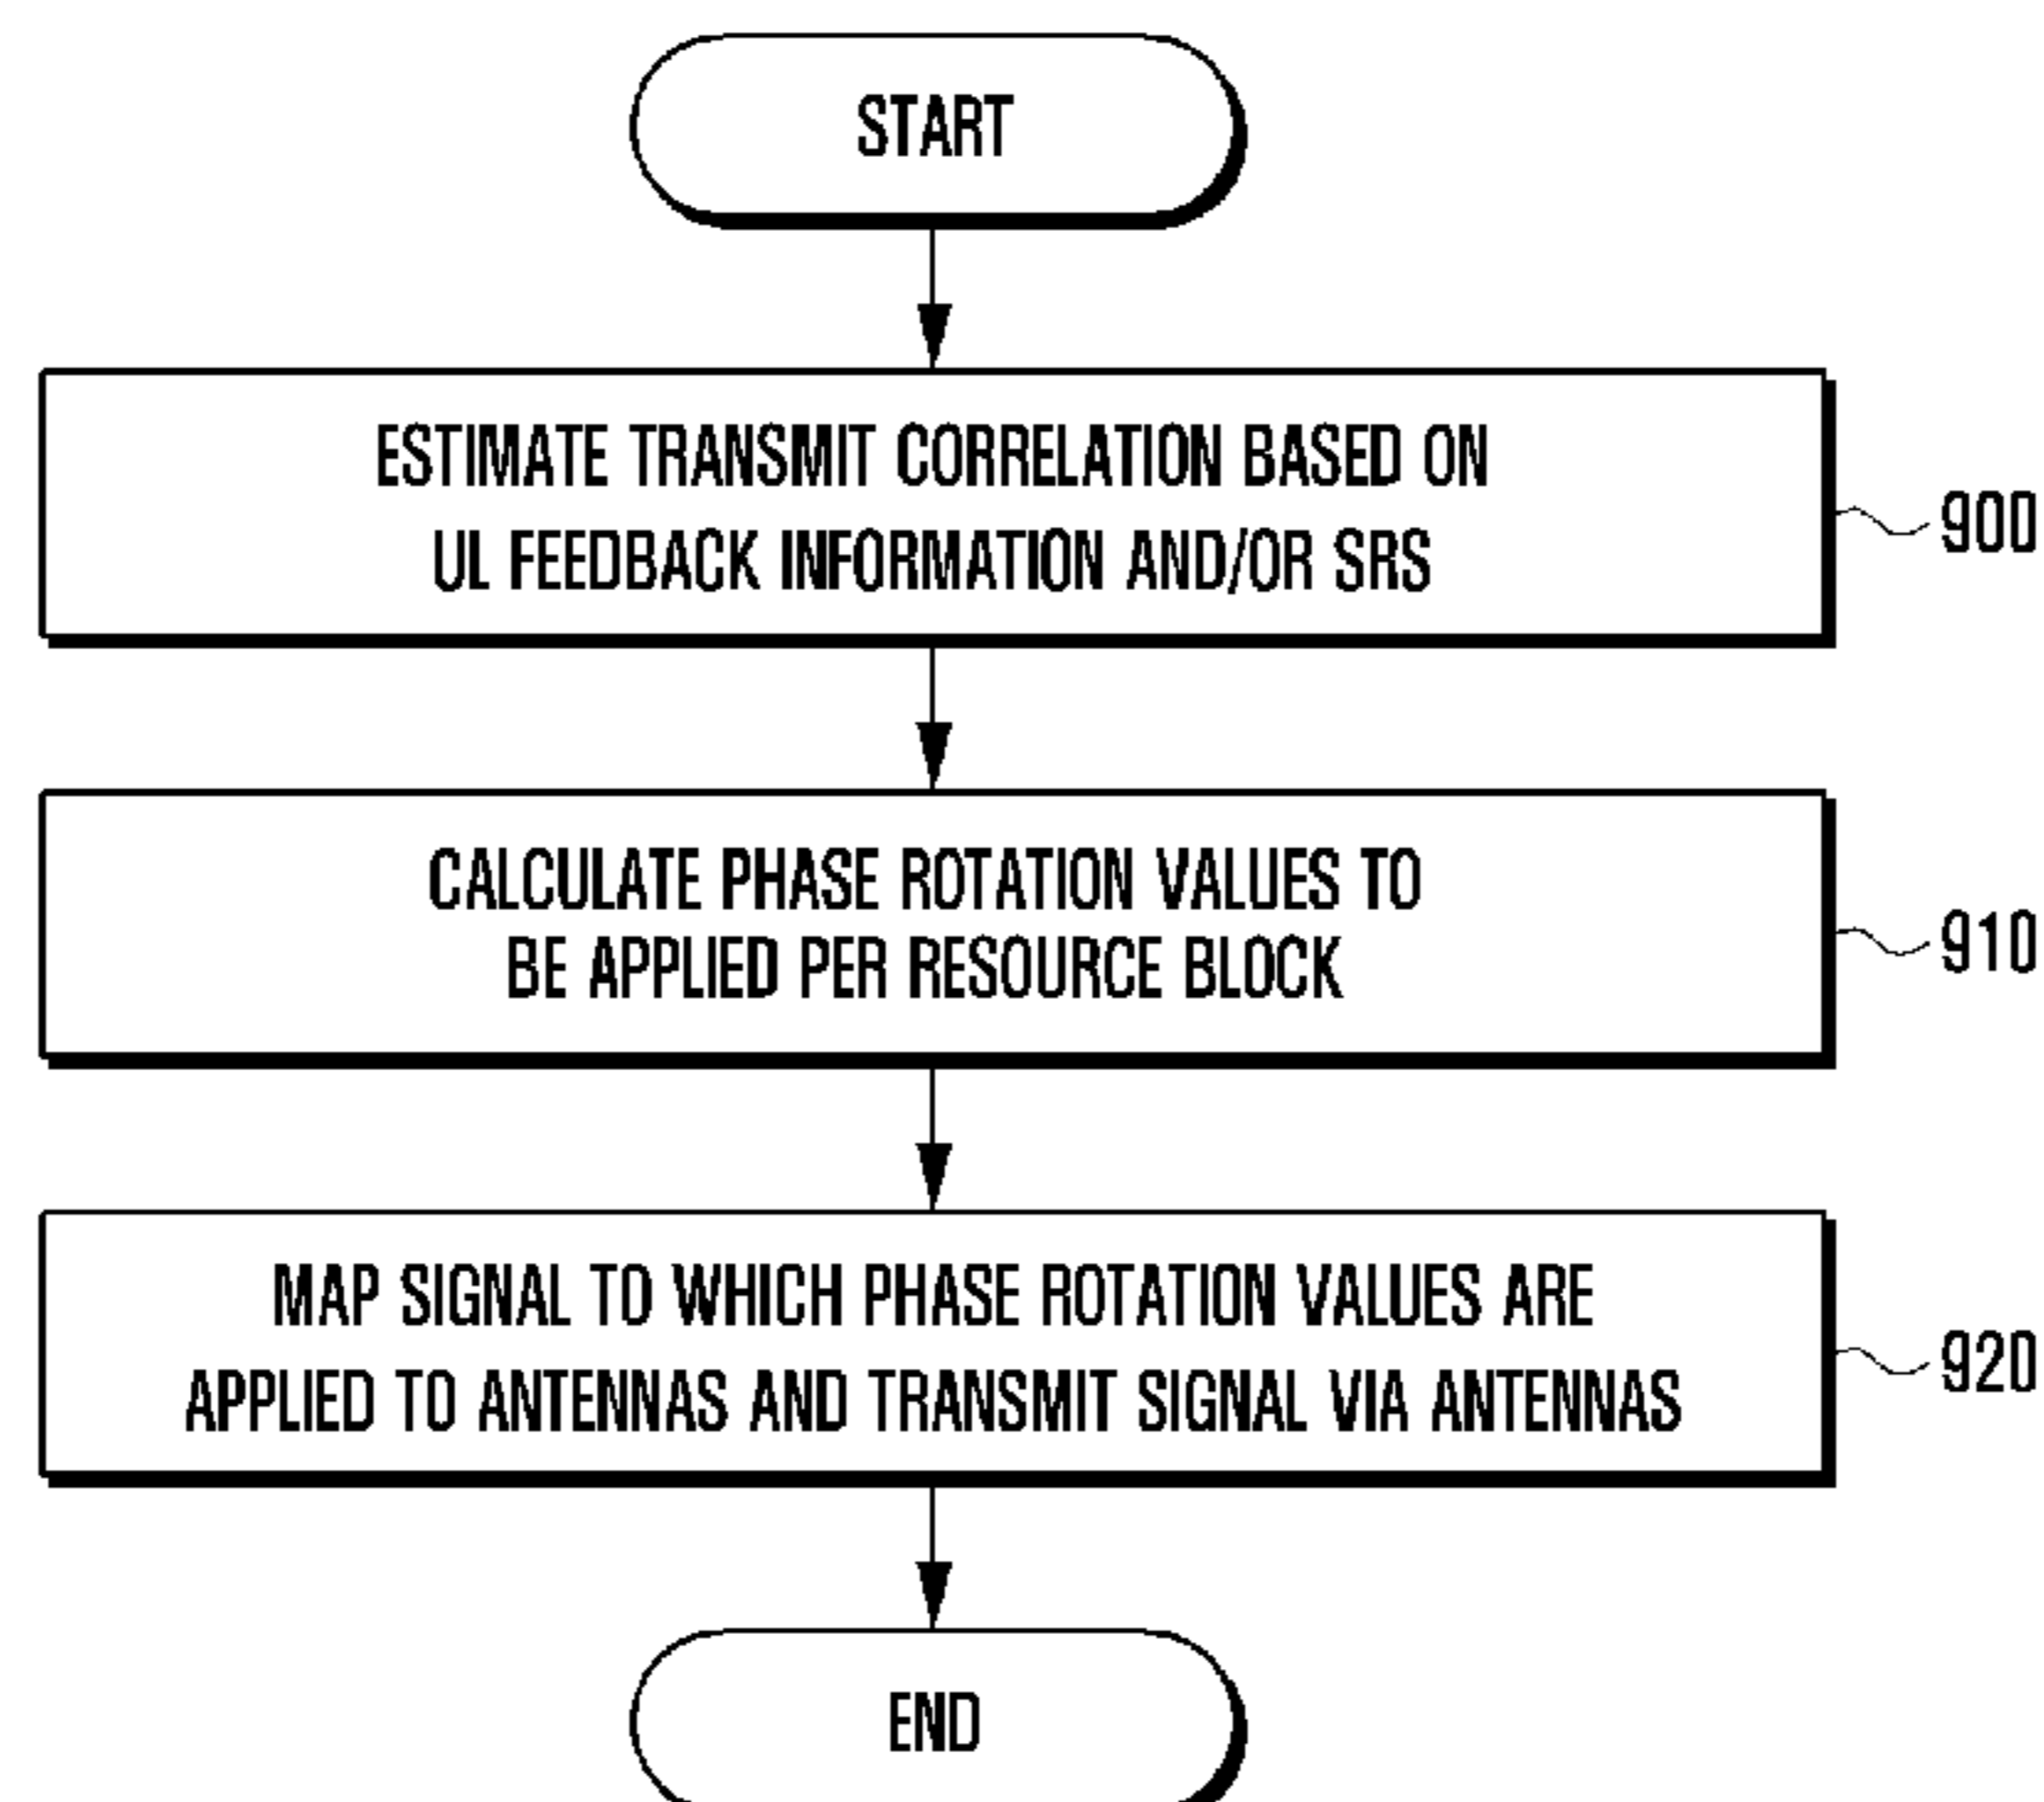 START
ESTIMATE TRANSMIT CORRELATION BASED ON
UL FEEDBACK INFORMATION AND/OR SRS
900
CALCULATE PHASE ROTATION VALUES TO
BE APPLIED PER RESOURCE BLOCK
910
MAP SIGNAL TO WHICH PHASE ROTATION VALUES ARE
APPLIED TO ANTENNAS AND TRANSMIT SIGNAL VIA ANTENNAS
920
END